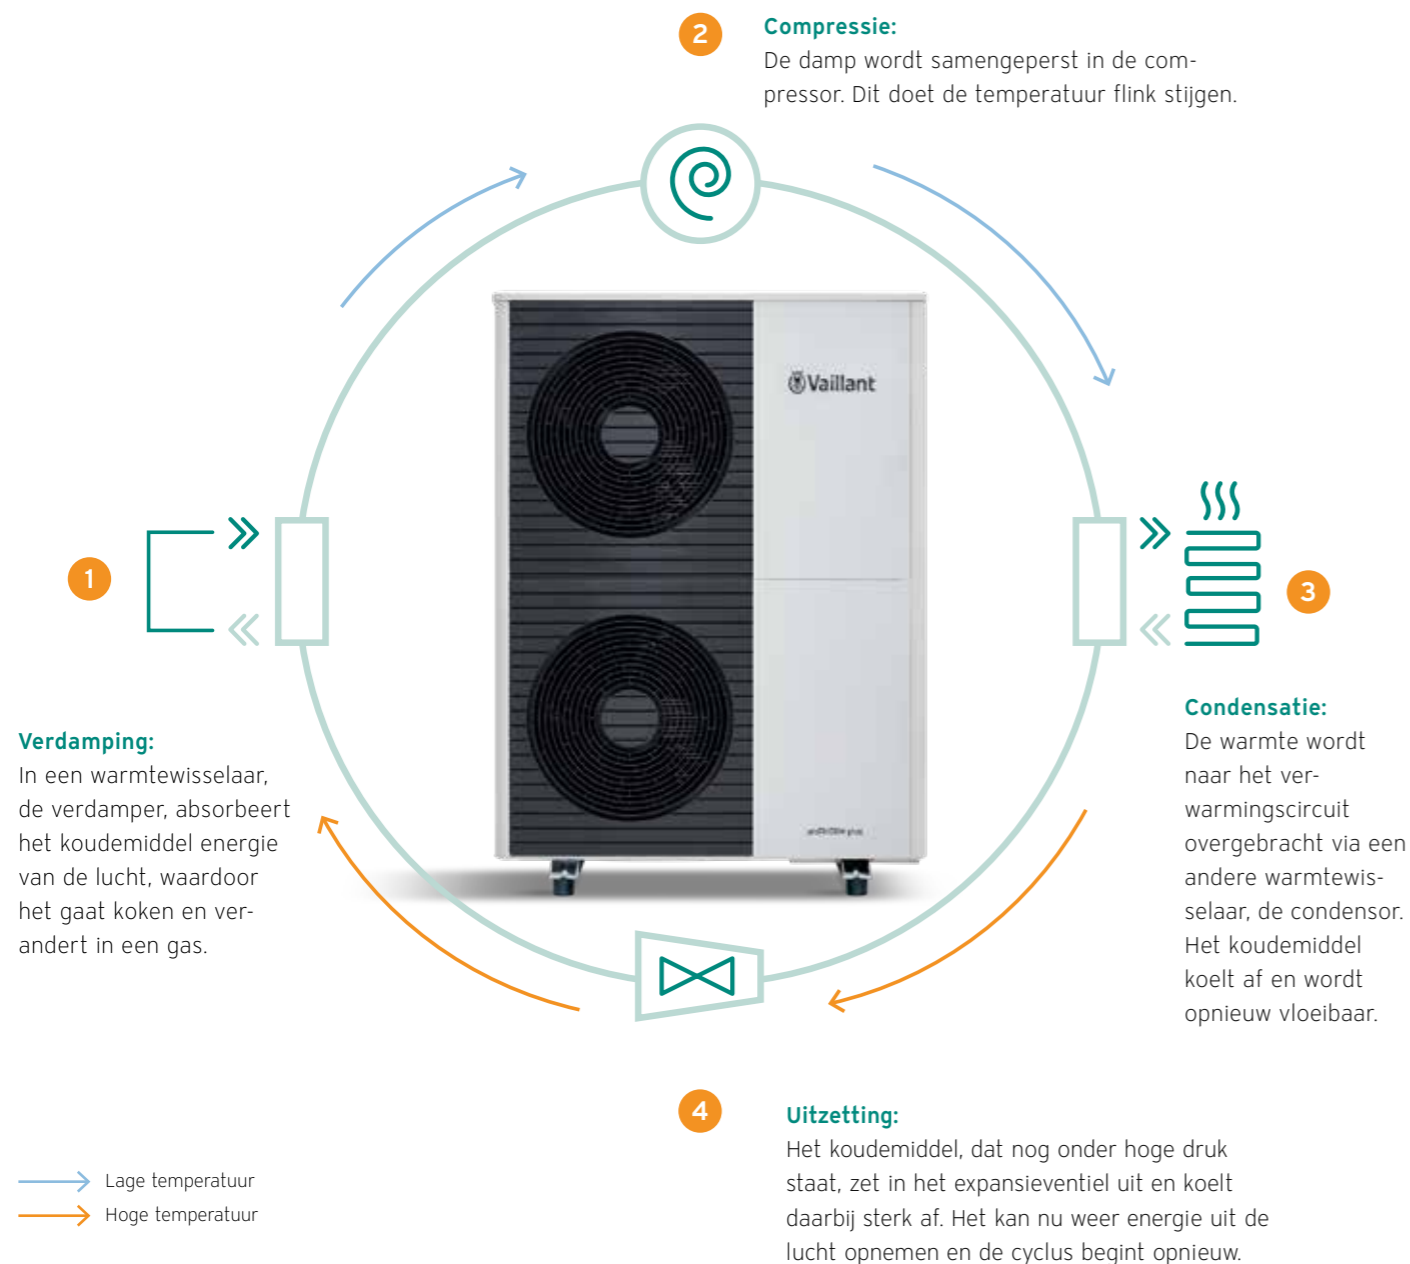 2
Compressie:
De damp wordt samengeperst in de com-
pressor. Dit doet de temperatuur flink stijgen.
Vaillant
1
3
Verdamping:
In een warmtewisselaar,
de verdamper, absorbeert
het koudemiddel energie
van de lucht, waardoor
het gaat koken en ver-
andert in een gas.
Condensatie:
De warmte wordt
naar het ver-
warmingscircuit
overgebracht via een
andere warmtewis-
selaar, de condensor.
Het koudemiddel
koelt af en wordt
opnieuw vloeibaar.
4
Uitzetting:
Het koudemiddel, dat nog onder hoge druk
staat, zet in het expansieventiel uit en koelt
daarbij sterk af. Het kan nu weer energie uit de
lucht opnemen en de cyclus begint opnieuw.
Lage temperatuur
Hoge temperatuur